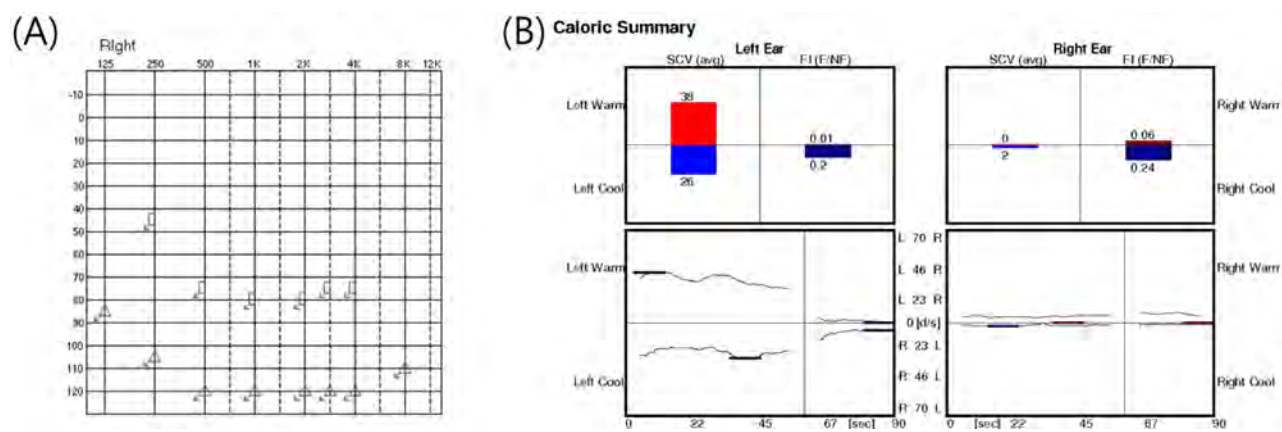 (A)
Right
125 250 500 1K 2K 4K 8K 12K
-10
0
10
20
30
40
50
60
70
80
90
100
110
120
(B) Caloric Summary
Left Ear Right Ear
SCV (avg) FI (F/NF) SCV (avg) FI (F/NF)
Left Warm 38 0.01 0 0.06 Right Warm
Left Cool 26 0.2 2 0.24 Right Cool
L 70 R
Left Warm L 46 R Right Warm
L 23 R
0 [d/s]
R 23 L
Left Cool R 46 L Right Cool
R 70 L
0 22 45 67 [sec] 90 0 [sec] 22 45 67 90